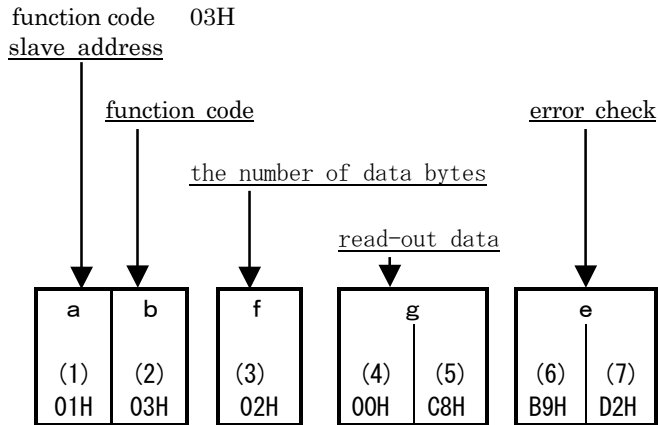 function code 03H
slave address
function code error check
the number of data bytes
read-out data
a b f g e
(1) (2) (3) (4) (5) (6) (7)
01H 03H 02H 00H C8H B9H D2H